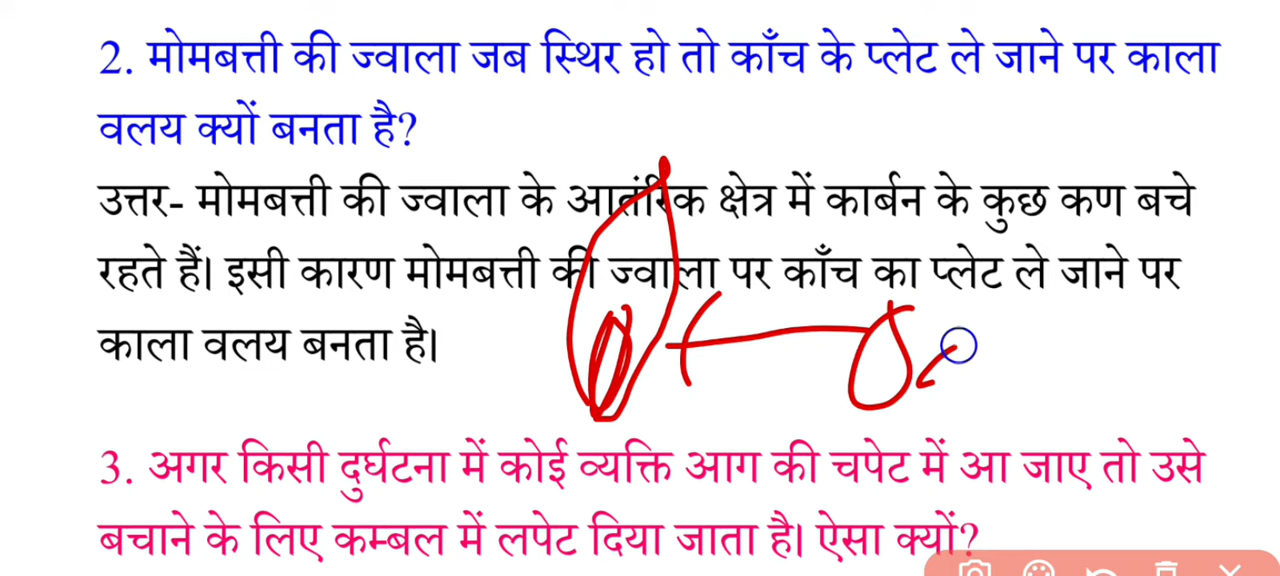 2. मोमबत्ती की ज्वाला जब स्थिर हो तो काँच के प्लेट ले जाने पर काला
वलय क्यों बनता है?
उत्तर- मोमबत्ती की ज्वाला के आतंरिक क्षेत्र में कार्बन के कुछ कण बचे
रहते हैं। इसी कारण मोमबत्ती की ज्वाला पर काँच का प्लेट ले जाने पर
काला वलय बनता है।
3. अगर किसी दुर्घटना में कोई व्यक्ति आग की चपेट में आ जाए तो उसे
बचाने के लिए कम्बल में लपेट दिया जाता है। ऐसा क्यों?